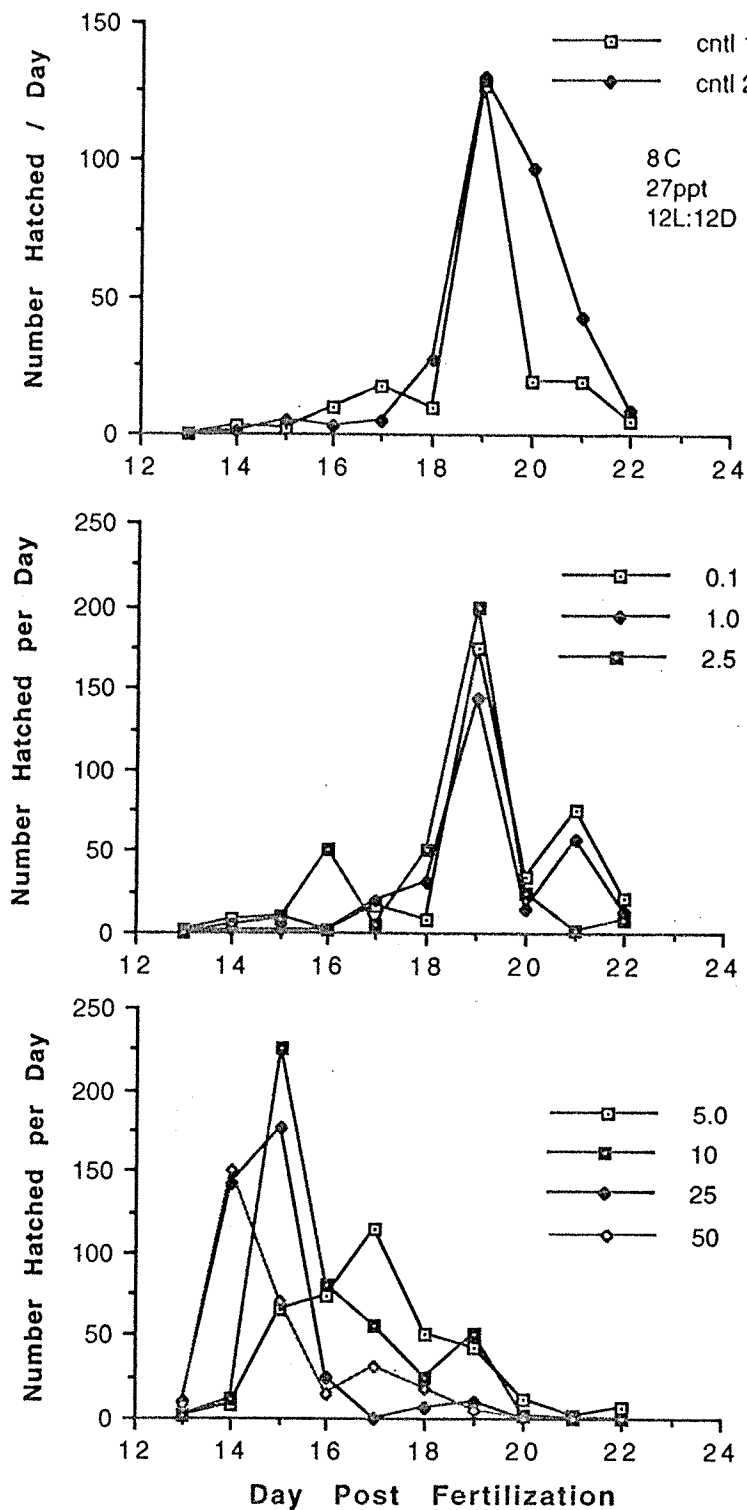 Number Hatched / Day
150
100
50
0
12 14 16 18 20 22 24
cntl 1
cntl 2
8 C
27ppt
12L:12D
Number Hatched per Day
250
200
150
100
50
0
12 14 16 18 20 22 24
0.1
1.0
2.5
Number Hatched per Day
250
200
150
100
50
0
12 14 16 18 20 22 24
5.0
10
25
50
Day Post Fertilization